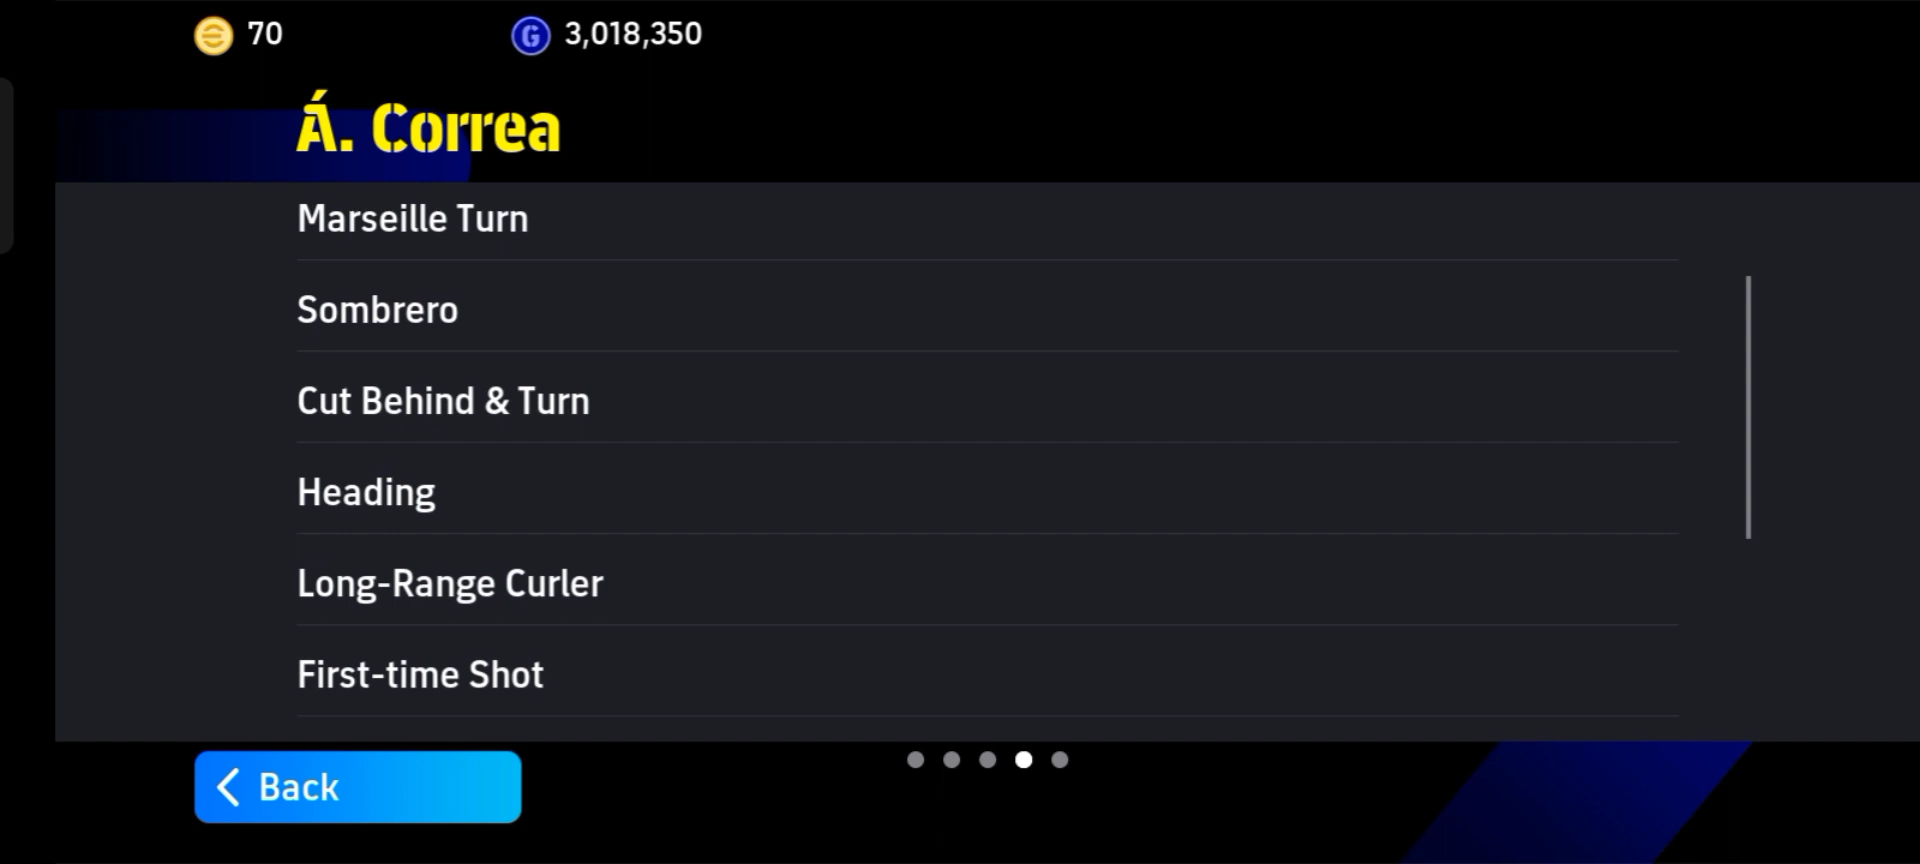 70
3,018,350
Á. Correa
Marseille Turn
Sombrero
Cut Behind & Turn
Heading
Long-Range Curler
First-time Shot
Back